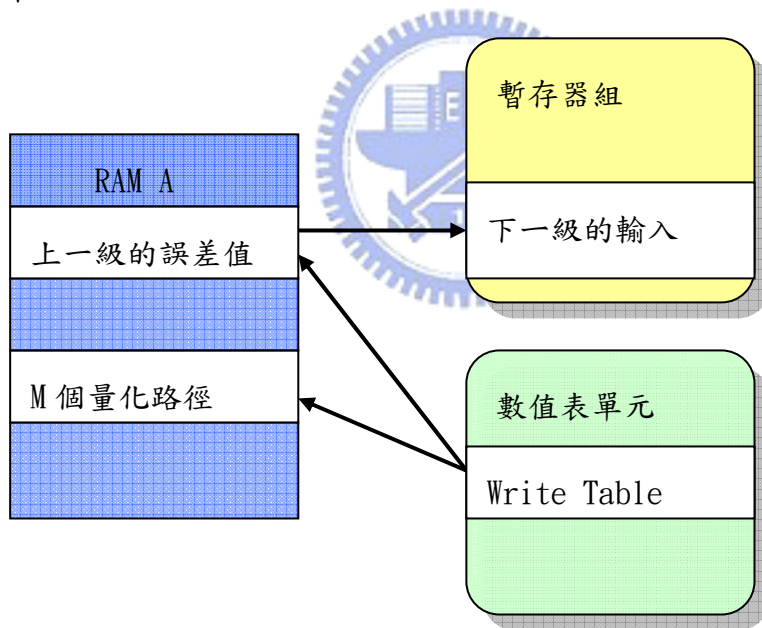 RAM A
上一級的誤差值
M 個量化路徑
暫存器組
下一級的輸入
數值表單元
Write Table